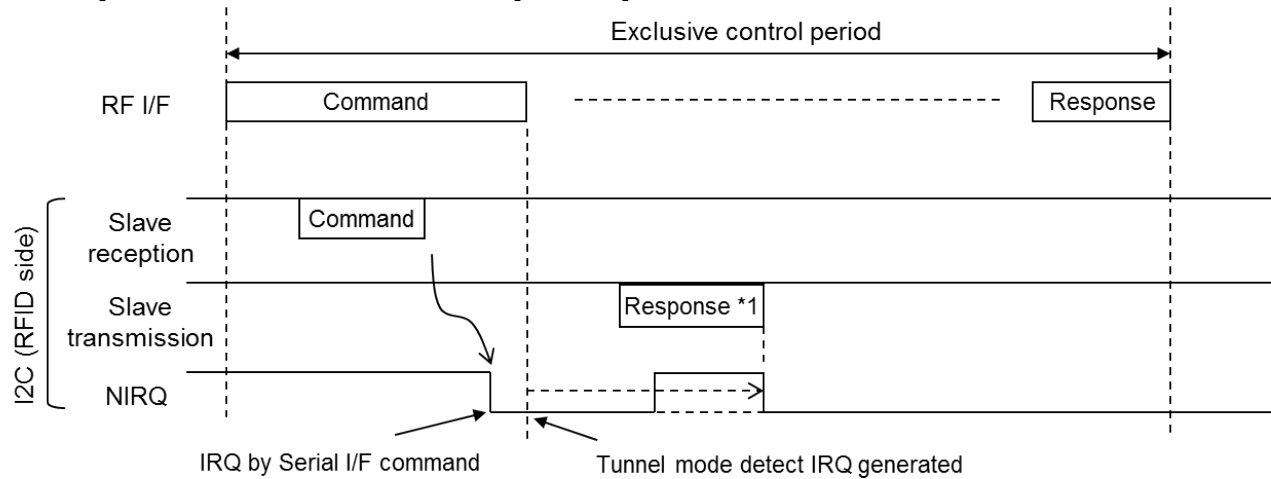 Exclusive control period
RF I/F
Command
Response
I2C (RFID side)
Slave
reception
Command
Slave
transmission
Response *1
NIRQ
IRQ by Serial I/F command
Tunnel mode detect IRQ generated